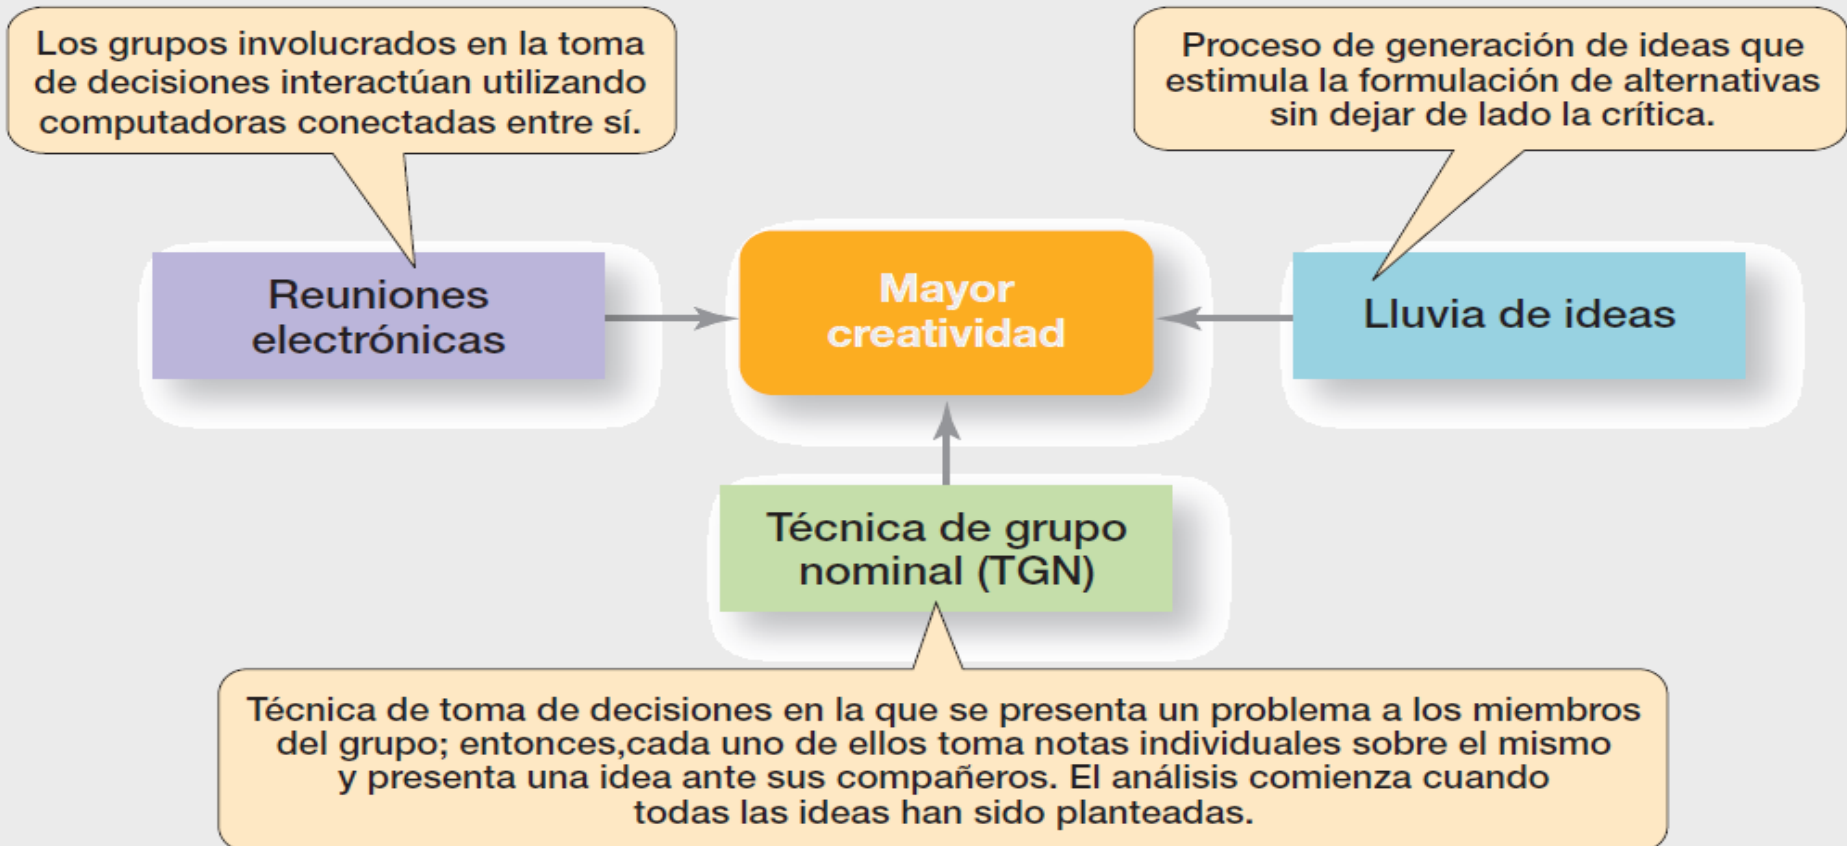 Los grupos involucrados en la toma
de decisiones interactúan utilizando
computadoras conectadas entre sí.
Proceso de generación de ideas que
estimula la formulación de alternativas
sin dejar de lado la crítica.
Reuniones
electrónicas
Mayor
creatividad
Lluvia de ideas
Técnica de grupo
nominal (TGN)
Técnica de toma de decisiones en la que se presenta un problema a los miembros
del grupo; entonces,cada uno de ellos toma notas individuales sobre el mismo
y presenta una idea ante sus compañeros. El análisis comienza cuando
todas las ideas han sido planteadas.